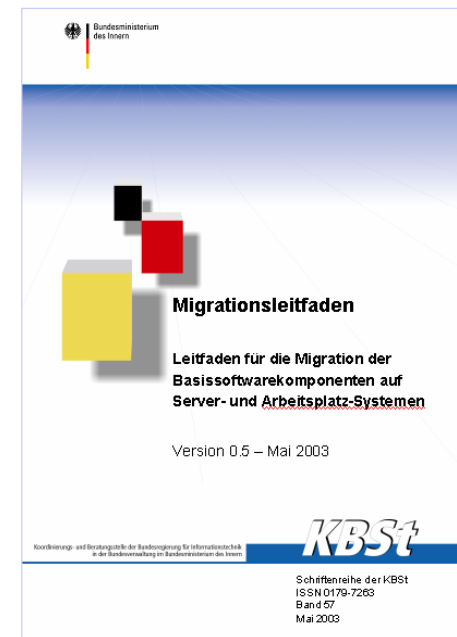 Bundesministerium
des Innern
Migrationsleitfaden
Leitfaden für die Migration der
Basissoftwarekomponenten auf
Server- und Arbeitsplatz-Systemen
Version 0.5 – Mai 2003
KBSt
Koordinierungs- und Beratungsstelle der Bundesregierung für Informationstechnik
in der Bundesverwaltung im Bundesministerium des Innern
Schriftenreihe der KBSt
ISSN 0179-7263
Band 57
Mai 2003